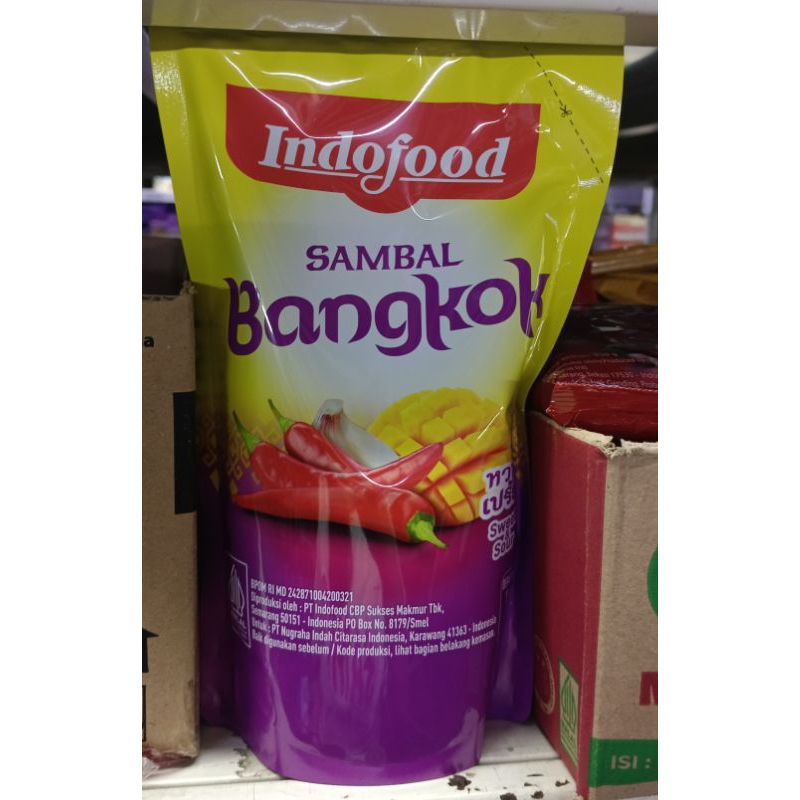 Indofood
SAMBAL
Bangkok
Sweet
Sour
BPOM RI MD 242871004200321
Diproduksi oleh : PT Indofood CBP Sukses Makmur Tbk,
Semarang 50151 - Indonesia PO Box No. 8179/Smel
Untuk : PT Nugraha Indah Citarasa Indonesia, Karawang 41363 - Indonesia
Baik digunakan sebelum / Kode produksi, lihat bagian belakang kemasan.
ISI :